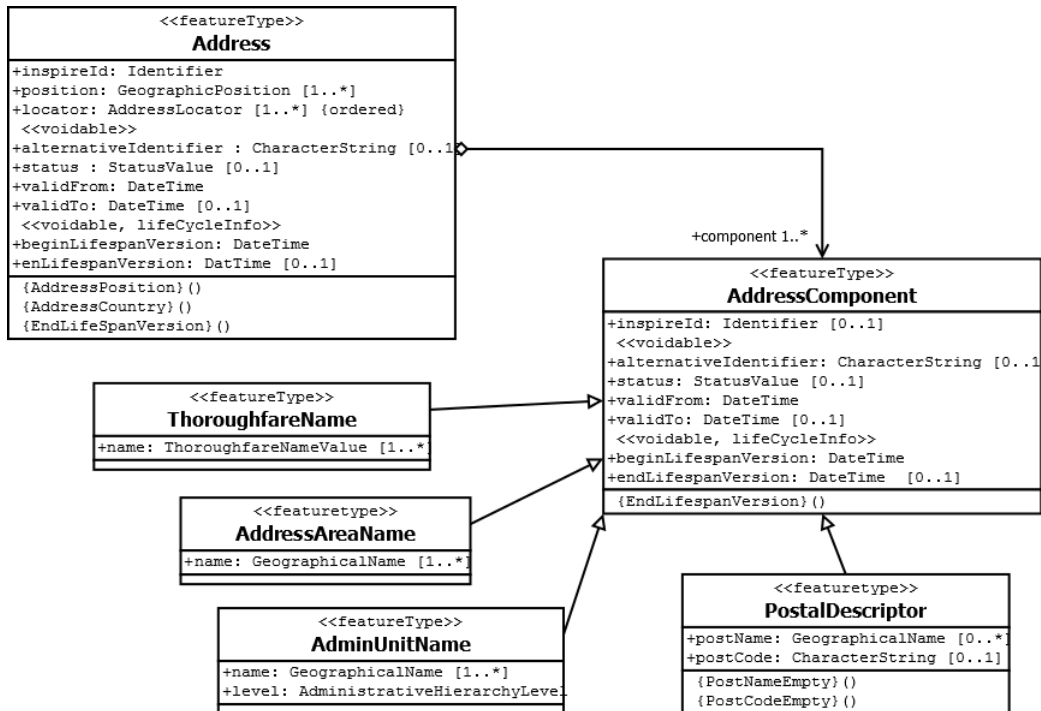 <<featureType>>
Address
+inspireId: Identifier
+position: GeographicPosition [1..*]
+locator: AddressLocator [1..*] {ordered}
<<voidable>>
+alternativeIdentifier : CharacterString [0..1
+status : StatusValue [0..1]
+validFrom: DateTime
+validTo: DateTime [0..1]
<<voidable, lifeCycleInfo>>
+beginLifespanVersion: DateTime
+enLifespanVersion: DatTime [0..1]
{AddressPosition}()
{AddressCountry}()
{EndLifeSpanVersion}()
+component 1..*
<<featureType>>
AddressComponent
+inspireId: Identifier [0..1]
<<voidable>>
+alternativeIdentifier: CharacterString [0..1
+status: StatusValue [0..1]
+validFrom: DateTime
+validTo: DateTime [0..1]
<<voidable, lifeCycleInfo>>
+beginLifespanVersion: DateTime
+endLifespanVersion: DateTime [0..1]
{EndLifespanVersion}()
<<featureType>>
ThoroughfareName
+name: ThoroughfareNameValue [1..*]
<<featuretype>>
AddressAreaName
+name: GeographicalName [1..*]
<<featureType>>
AdminUnitName
+name: GeographicalName [1..*]
+level: AdministrativeHierarchyLevel
<<featuretype>>
PostalDescriptor
+postName: GeographicalName [0..*]
+postCode: CharacterString [0..1]
{PostNameEmpty}()
{PostCodeEmpty}()